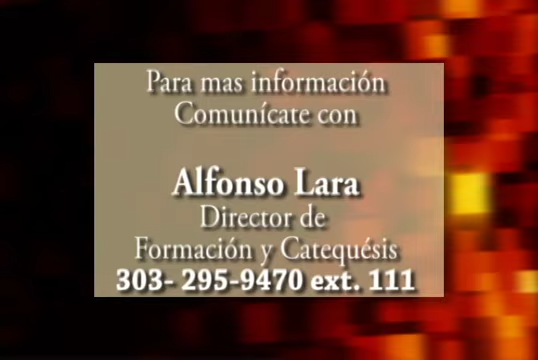 Para mas información
Comunícate con
Alfonso Lara
Director de
Formación y Catequésis
303- 295-9470 ext. 111